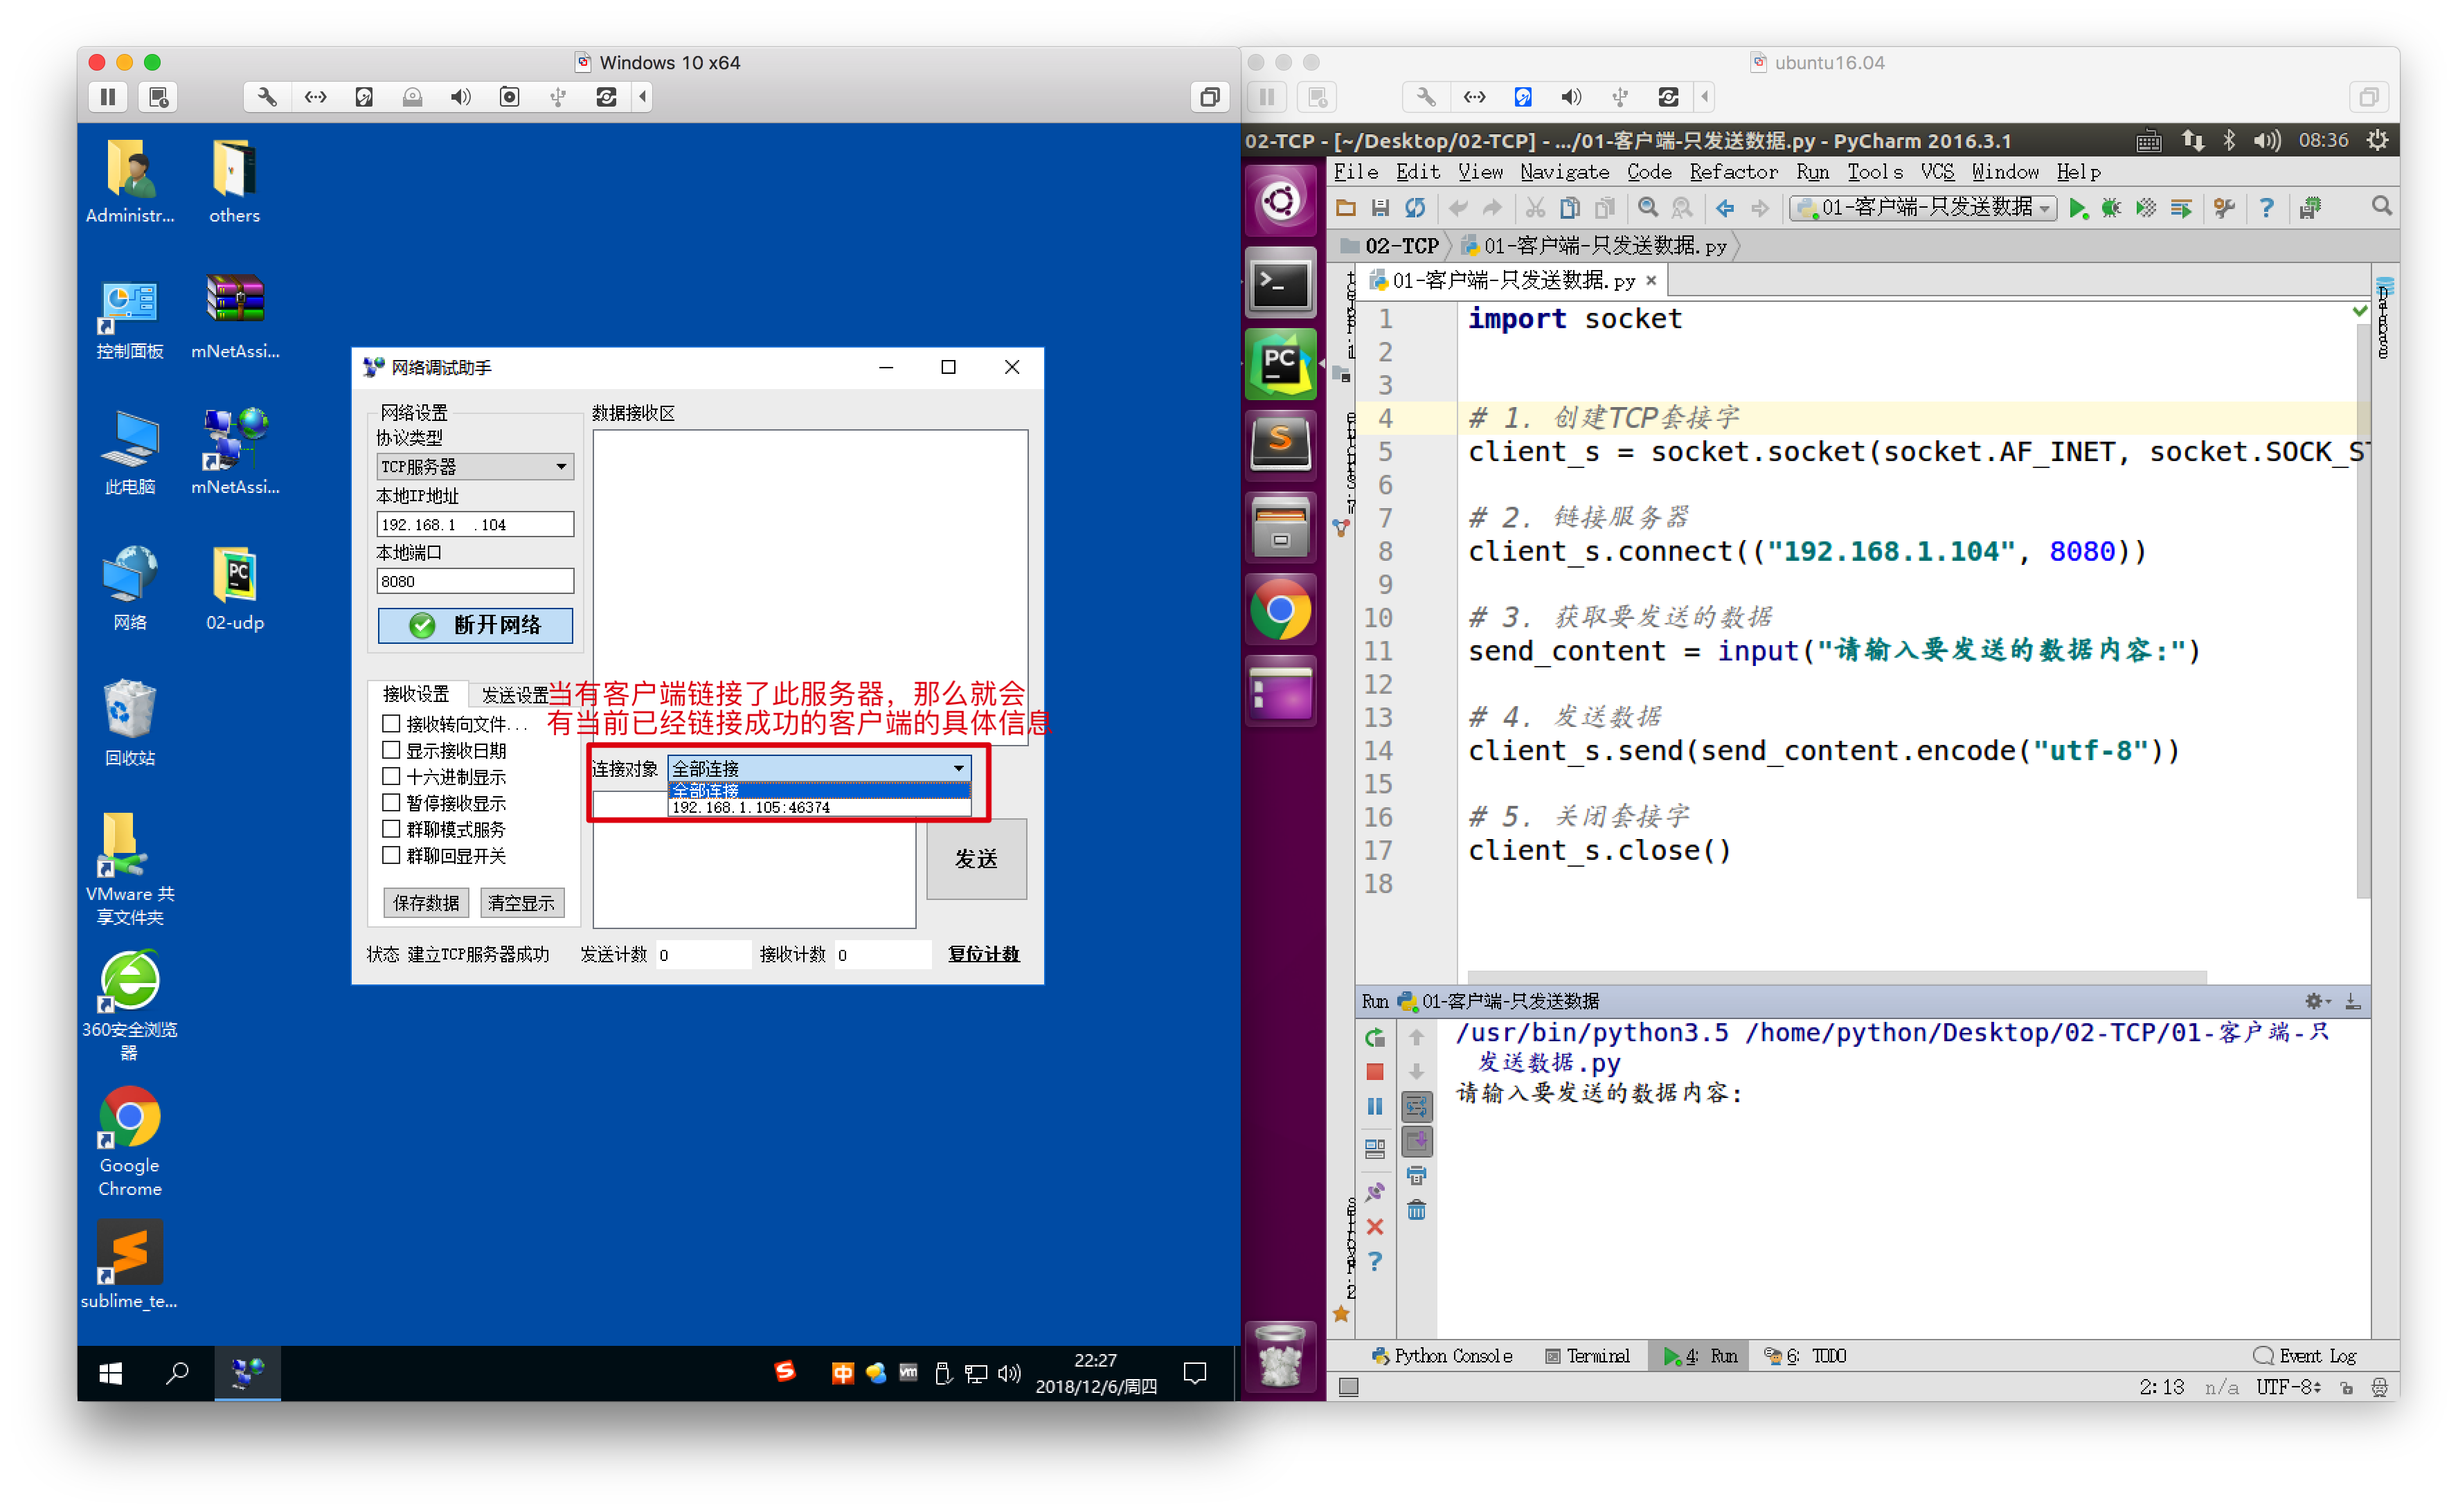 Windows 10 x64
Administr...
others
控制面板
mNetAssi...
此电脑
mNetAssi...
网络
02-udp
回收站
VMware 共
享文件夹
360安全浏览
器
Google
Chrome
sublime_te...
网络调试助手
网络设置
协议类型
TCP服务器
本地IP地址
192.168.1 .104
本地端口
8080
断开网络
数据接收区
接收设置
发送设置
当有客户端链接了此服务器，那么就会
有当前已经链接成功的客户端的具体信息
接收转向文件...
显示接收日期
十六进制显示
暂停接收显示
群聊模式服务
群聊回显开关
保存数据
清空显示
连接对象
全部连接
全部连接
192.168.1.105:46374
发送
状态 建立TCP服务器成功
发送计数 0
接收计数 0
复位计数
中
vm
22:27
2018/12/6/周四
ubuntu16.04
02-TCP - [~/Desktop/02-TCP] - .../01-客户端-只发送数据.py - PyCharm 2016.3.1
08:36
File Edit View Navigate Code Refactor Run Tools VCS Window Help
01-客户端-只发送数据
02-TCP
01-客户端-只发送数据.py
01-客户端-只发送数据.py
Database
1 import socket
2
3
4 # 1. 创建TCP套接字
5 client_s = socket.socket(socket.AF_INET, socket.SOCK_ST
6
7 # 2. 链接服务器
8 client_s.connect(("192.168.1.104", 8080))
9
10 # 3. 获取要发送的数据
11 send_content = input("请输入要发送的数据内容:")
12
13 # 4. 发送数据
14 client_s.send(send_content.encode("utf-8"))
15
16 # 5. 关闭套接字
17 client_s.close()
18
Run 01-客户端-只发送数据
/usr/bin/python3.5 /home/python/Desktop/02-TCP/01-客户端-只
发送数据.py
请输入要发送的数据内容:
Python Console
Terminal
4: Run
6: TODO
Event Log
2:13 n/a UTF-8